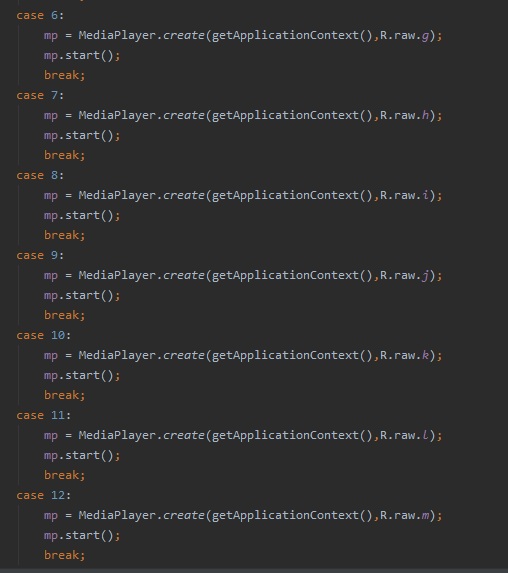 case 6:
mp = MediaPlayer.create(getApplicationContext(),R.raw.g);
mp.start();
break;
case 7:
mp = MediaPlayer.create(getApplicationContext(),R.raw.h);
mp.start();
break;
case 8:
mp = MediaPlayer.create(getApplicationContext(),R.raw.i);
mp.start();
break;
case 9:
mp = MediaPlayer.create(getApplicationContext(),R.raw.j);
mp.start();
break;
case 10:
mp = MediaPlayer.create(getApplicationContext(),R.raw.k);
mp.start();
break;
case 11:
mp = MediaPlayer.create(getApplicationContext(),R.raw.l);
mp.start();
break;
case 12:
mp = MediaPlayer.create(getApplicationContext(),R.raw.m);
mp.start();
break;